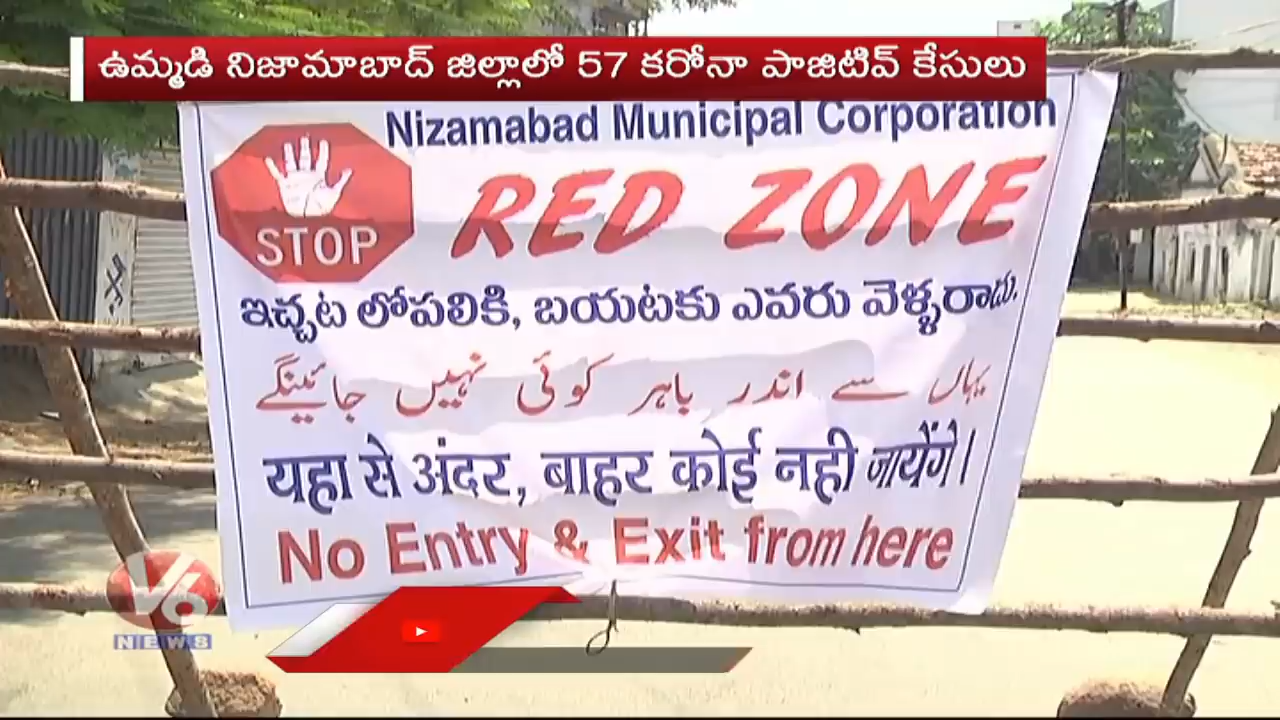 ఉమ్మడి నిజామాబాద్ జిల్లాలో 57 కరోనా పాజిటివ్ కేసులు
Nizamabad Municipal Corporation
STOP
RED ZONE
ఇచ్చట లోపలికి, బయటకు ఎవరు వెళ్ళరాదు.
یہاں سے اندر باہر کوئی نہیں جائینگے
यहा से अंदर, बाहर कोई नही जायेंगे।
No Entry & Exit from here
V6
NEWS